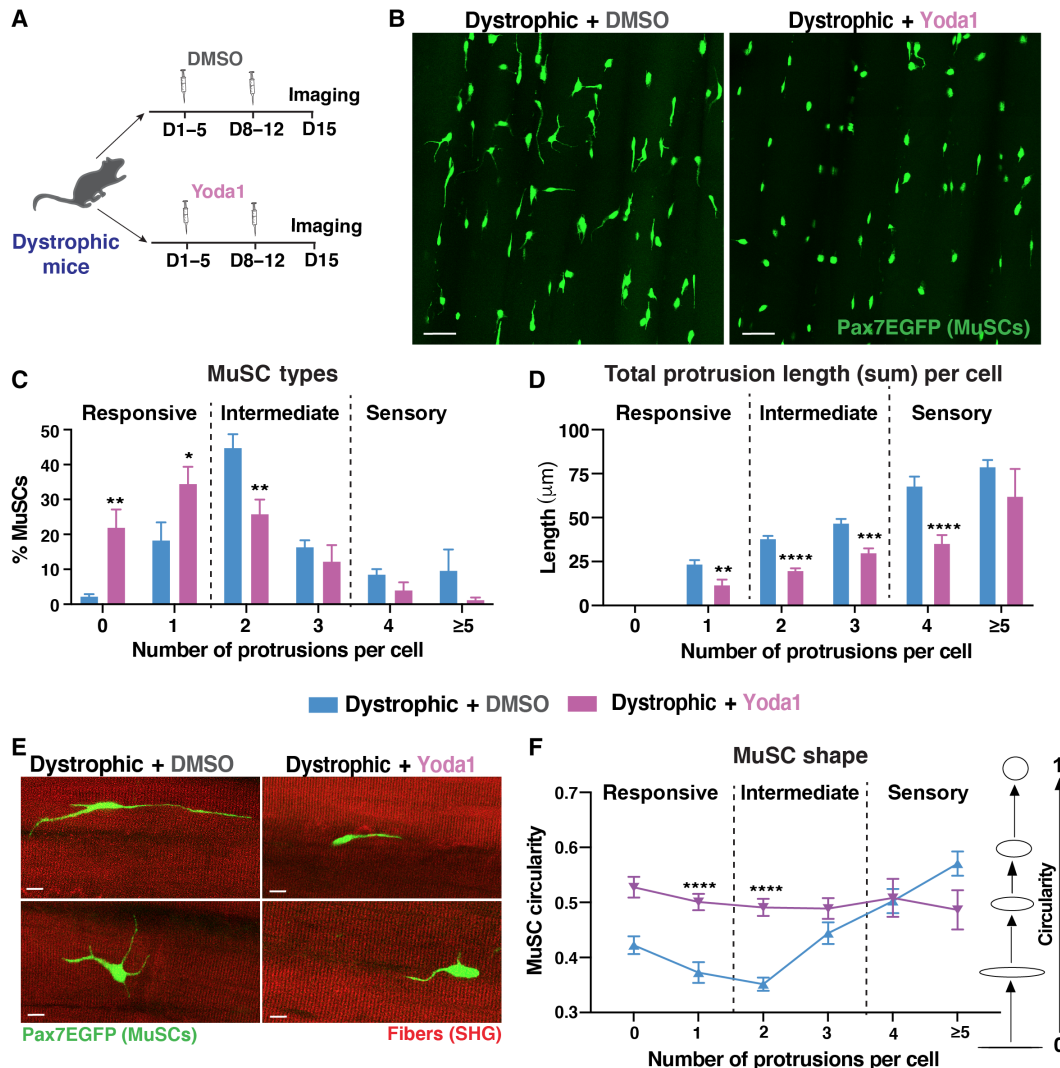 A
DMSO
Imaging
D1–5 D8–12 D15
Yoda1
Imaging
D1–5 D8–12 D15
Dystrophic
mice
B
Dystrophic + DMSO
Dystrophic + Yoda1
Pax7EGFP (MuSCs)
C
MuSC types
Responsive Intermediate Sensory
% MuSCs
50
40
30
20
10
0
** * **
0 1 2 3 4 ≥5
Number of protrusions per cell
D
Total protrusion length (sum) per cell
Responsive Intermediate Sensory
Length (μm)
100
75
50
25
0
** **** *** ****
0 1 2 3 4 ≥5
Number of protrusions per cell
Dystrophic + DMSO Dystrophic + Yoda1
E
Dystrophic + DMSO
Dystrophic + Yoda1
Pax7EGFP (MuSCs)
Fibers (SHG)
F
MuSC shape
Responsive Intermediate Sensory
MuSC circularity
0.7
0.6
0.5
0.4
0.3
**** ****
0 1 2 3 4 ≥5
Number of protrusions per cell
1
Circularity
0